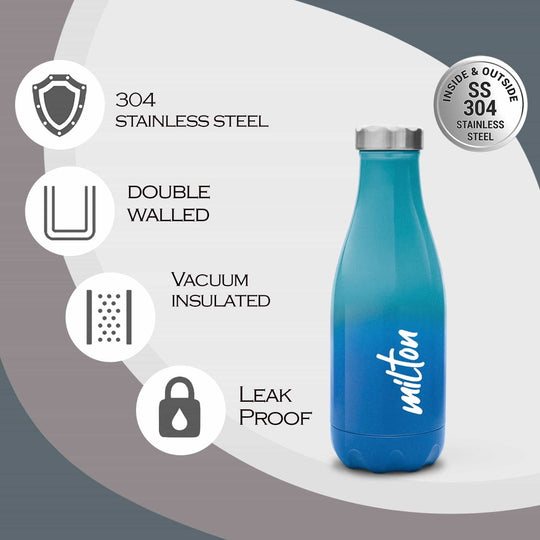 304
STAINLESS STEEL
DOUBLE
WALLED
VACUUM
INSULATED
LEAK
PROOF
INSIDE & OUTSIDE
SS
304
STAINLESS
STEEL
milton